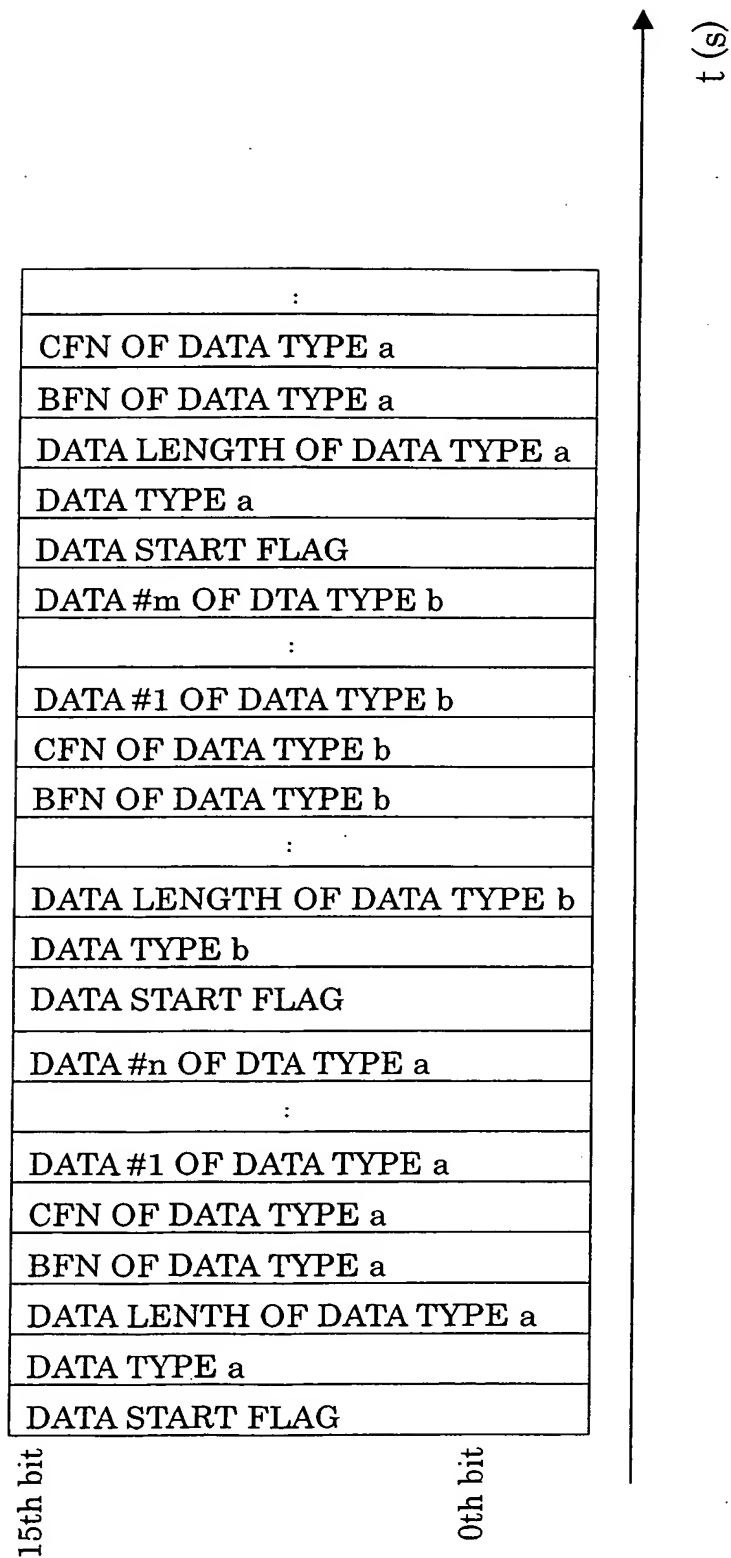 t (s)
:
CFN OF DATA TYPE a
BFN OF DATA TYPE a
DATA LENGTH OF DATA TYPE a
DATA TYPE a
DATA START FLAG
DATA #m OF DTA TYPE b
:
DATA #1 OF DATA TYPE b
CFN OF DATA TYPE b
BFN OF DATA TYPE b
:
DATA LENGTH OF DATA TYPE b
DATA TYPE b
DATA START FLAG
DATA #n OF DTA TYPE a
:
DATA #1 OF DATA TYPE a
CFN OF DATA TYPE a
BFN OF DATA TYPE a
DATA LENTH OF DATA TYPE a
DATA TYPE a
DATA START FLAG
15th bit
0th bit